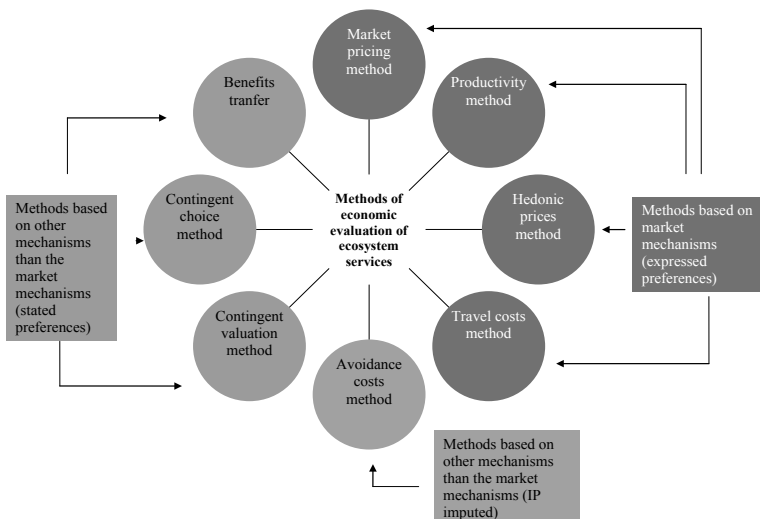 Market
pricing
method
Benefits
tranfer
Productivity
method
Contingent
choice
method
Methods of
economic
evaluation of
ecosystem
services
Hedonic
prices
method
Methods based
on other
mechanisms
than the
market
mechanisms
(stated
preferences)
Methods based on
market
mechanisms
(expressed
preferences)
Contingent
valuation
method
Travel costs
method
Avoidance
costs
method
Methods based on
other mechanisms
than the market
mechanisms (IP
imputed)